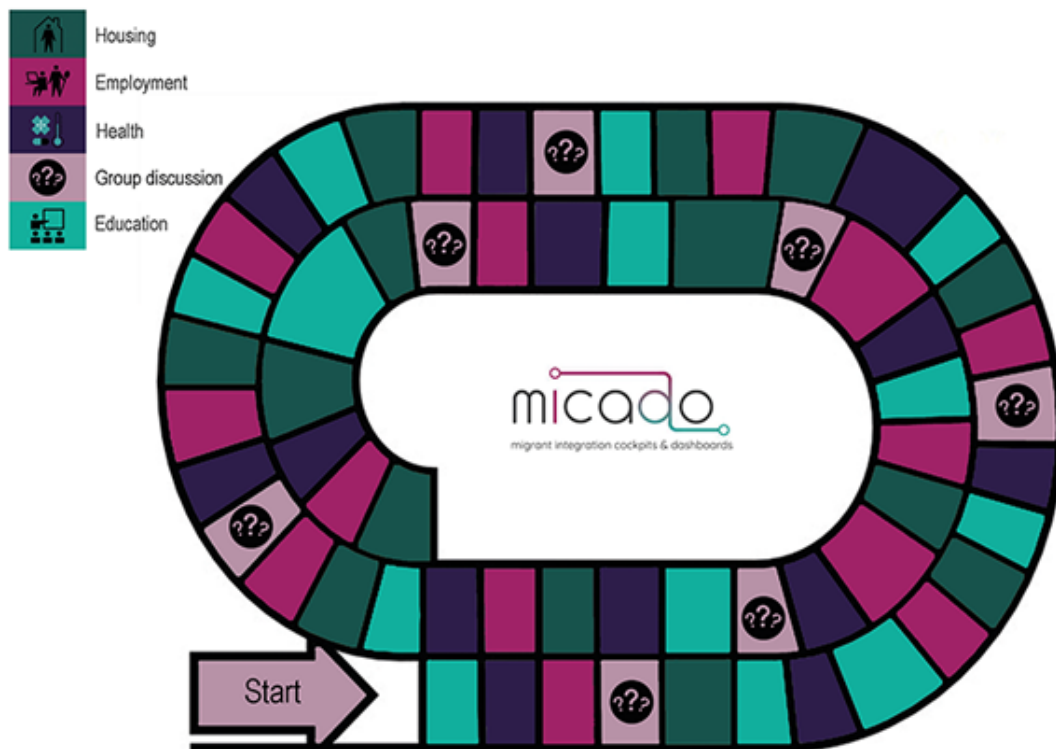 Housing
Employment
Health
??? Group discussion
Education
???
???
???
???
???
???
micado
migrant integration cockpits & dashboards
???
Start